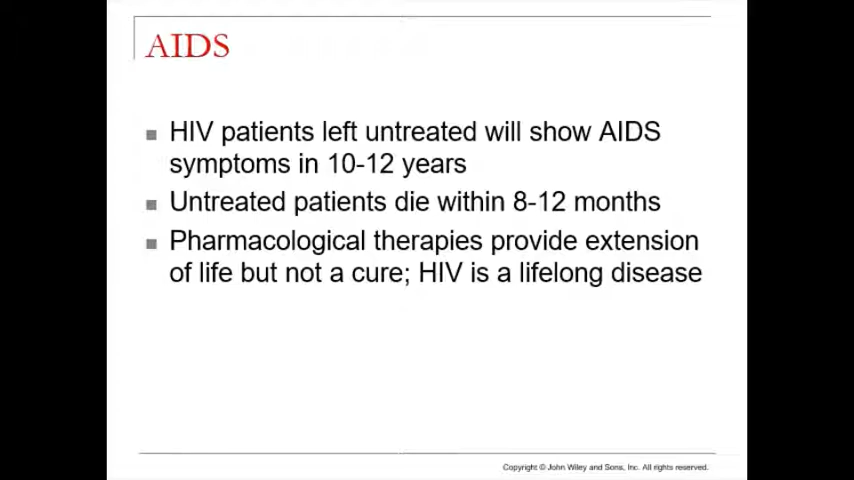 AIDS
HIV patients left untreated will show AIDS
symptoms in 10-12 years
Untreated patients die within 8-12 months
Pharmacological therapies provide extension
of life but not a cure; HIV is a lifelong disease
Copyright © John Wiley and Sons, Inc. All rights reserved.